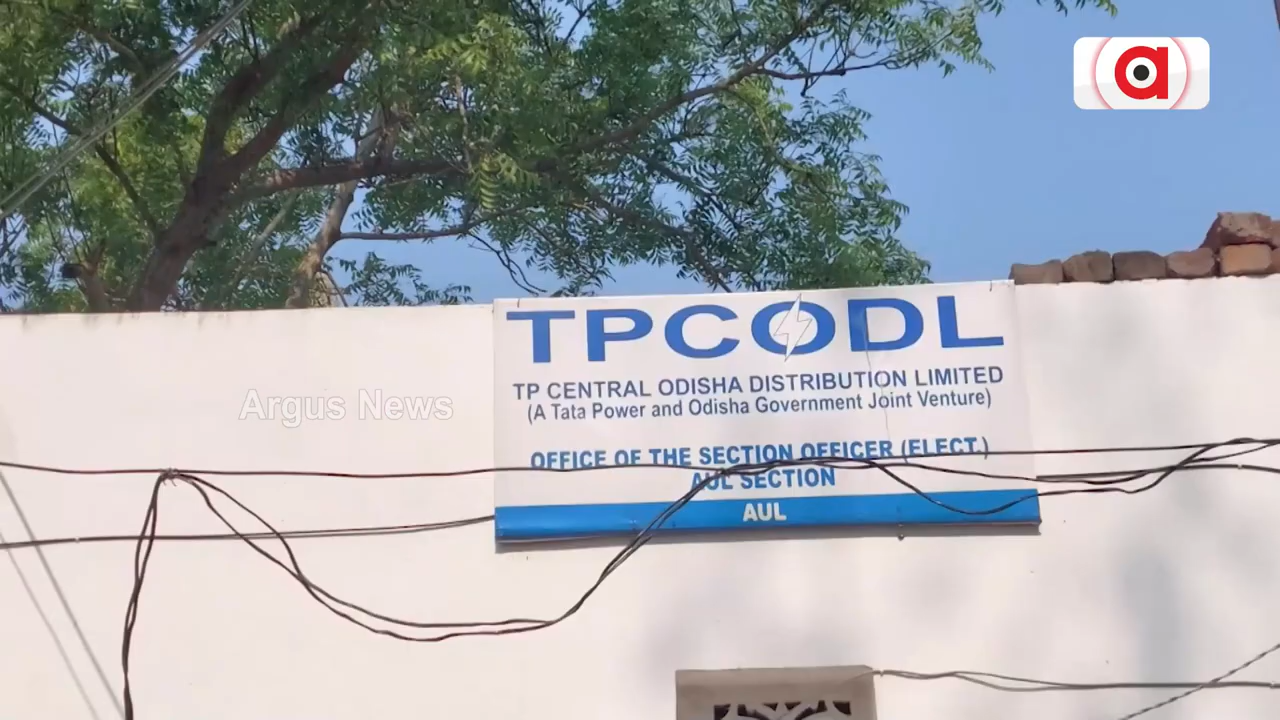 a
TPCODL
TP CENTRAL ODISHA DISTRIBUTION LIMITED
(A Tata Power and Odisha Government Joint Venture)
Argus News
OFFICE OF THE SECTION OFFICER (ELECT.)
AUL SECTION
AUL